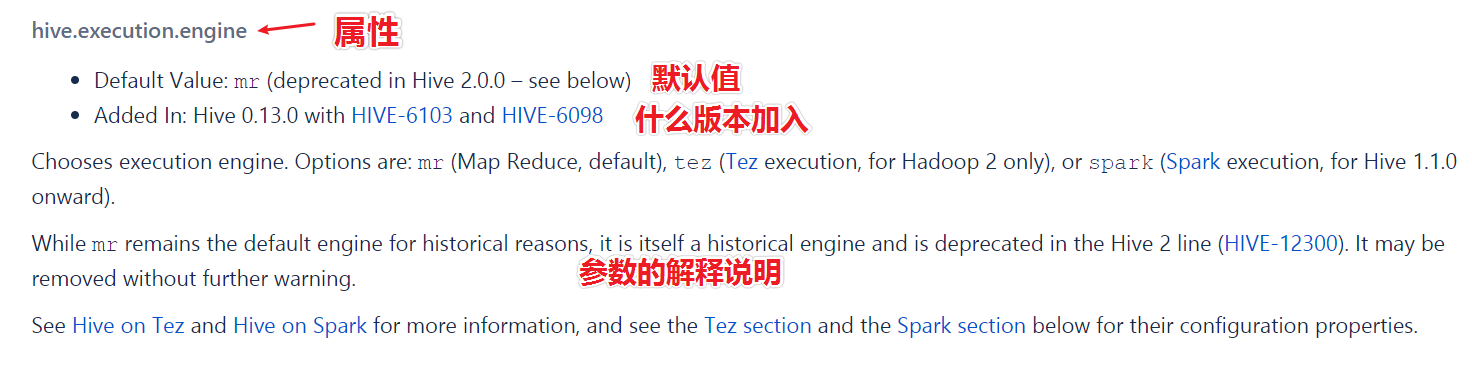 hive.execution.engine 属性
Default Value: mr (deprecated in Hive 2.0.0 – see below) 默认值
Added In: Hive 0.13.0 with HIVE-6103 and HIVE-6098 什么版本加入
Chooses execution engine. Options are: mr (Map Reduce, default), tez (Tez execution, for Hadoop 2 only), or spark (Spark execution, for Hive 1.1.0
onward).
While mr remains the default engine for historical reasons, it is itself a historical engine and is deprecated in the Hive 2 line (HIVE-12300). It may be
removed without further warning.
参数的解释说明
See Hive on Tez and Hive on Spark for more information, and see the Tez section and the Spark section below for their configuration properties.